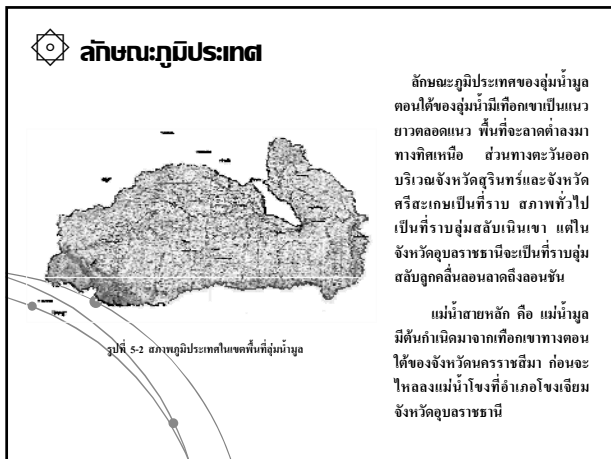 ลักษณะภูมิประเทศ
ลักษณะภูมิประเทศของลุ่มน้ำมูล
ตอนใต้ของลุ่มน้ำมีเทือกเขาเป็นแนว
ยาวตลอดแนว พื้นที่จะลาดต่ำลงมา
ทางทิศเหนือ ส่วนทางตะวันออก
บริเวณจังหวัดสุรินทร์และจังหวัด
ศรีสะเกษเป็นที่ราบ สภาพทั่วไป
เป็นที่ราบลุ่มสลับเนินเขา แต่ใน
จังหวัดอุบลราชธานีจะเป็นที่ราบลุ่ม
สลับลูกคลื่นลอนลาดถึงลอนชัน
แม่น้ำสายหลัก คือ แม่น้ำมูล
มีต้นกำเนิดมาจากเทือกเขาทางตอน
ใต้ของจังหวัดนครราชสีมา ก่อนจะ
ไหลลงแม่น้ำโขงที่อำเภอโขงเจียม
จังหวัดอุบลราชธานี
รูปที่ 5-2 สภาพภูมิประเทศในเขตพื้นที่ลุ่มน้ำมูล